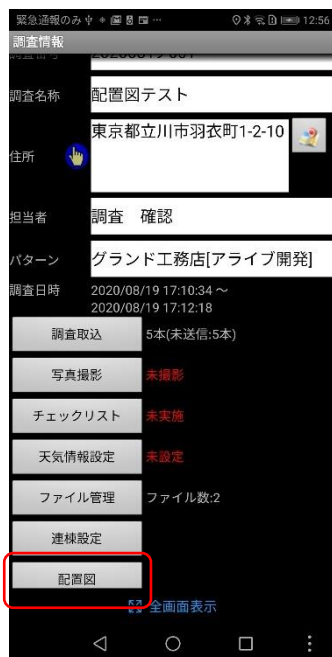 緊急通報のみ 12:56
調査情報
調査名称 配置図テスト
住所 東京都立川市羽衣町1-2-10
担当者 調査 確認
パターン グランド工務店[アライブ開発]
調査日時 2020/08/19 17:10:34 ～
2020/08/19 17:12:18
調査取込 5本(未送信:5本)
写真撮影 未撮影
チェックリスト 未実施
天気情報設定 未設定
ファイル管理 ファイル数:2
連棟設定
配置図
全画面表示